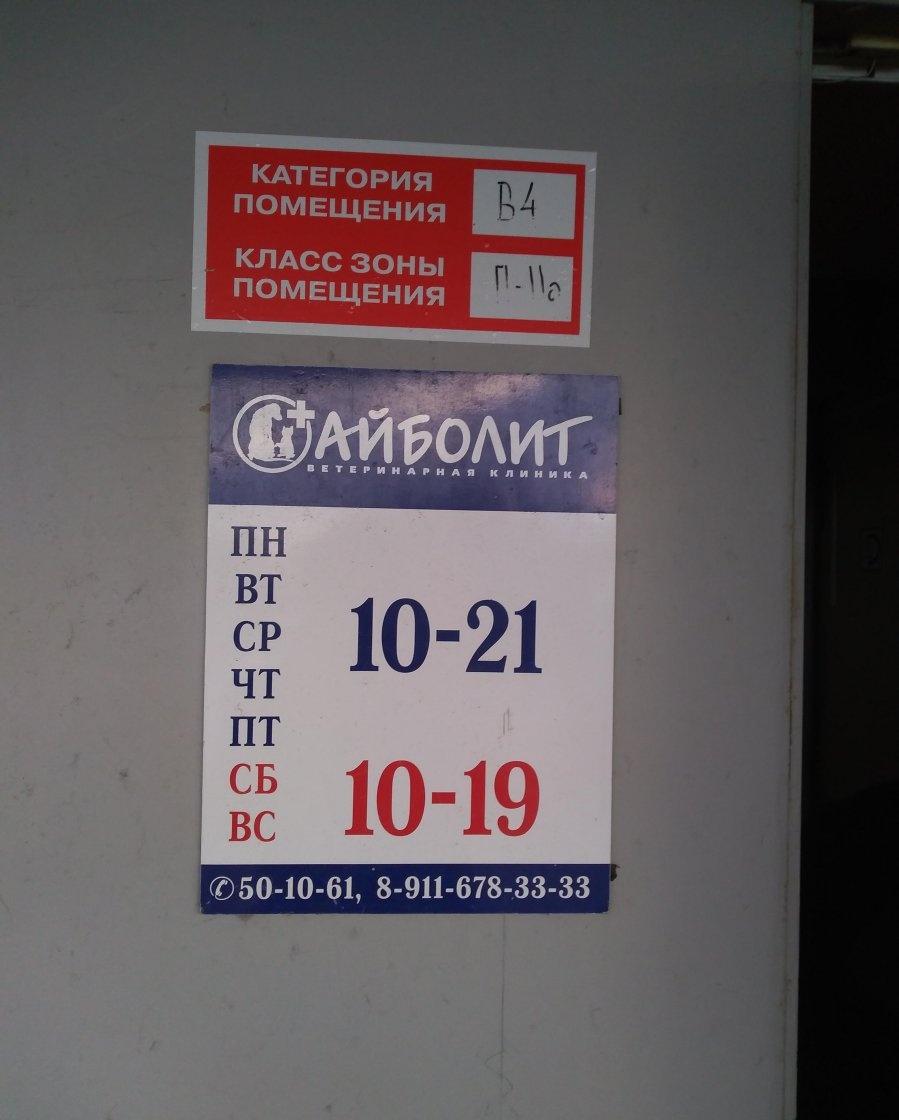 КАТЕГОРИЯ
ПОМЕЩЕНИЯ
В4
КЛАСС ЗОНЫ
ПОМЕЩЕНИЯ
П-IIа
АЙБОЛИТ
ВЕТЕРИНАРНАЯ КЛИНИКА
ПН
ВТ
СР
ЧТ
ПТ
10-21
СБ
ВС
10-19
50-10-61, 8-911-678-33-33